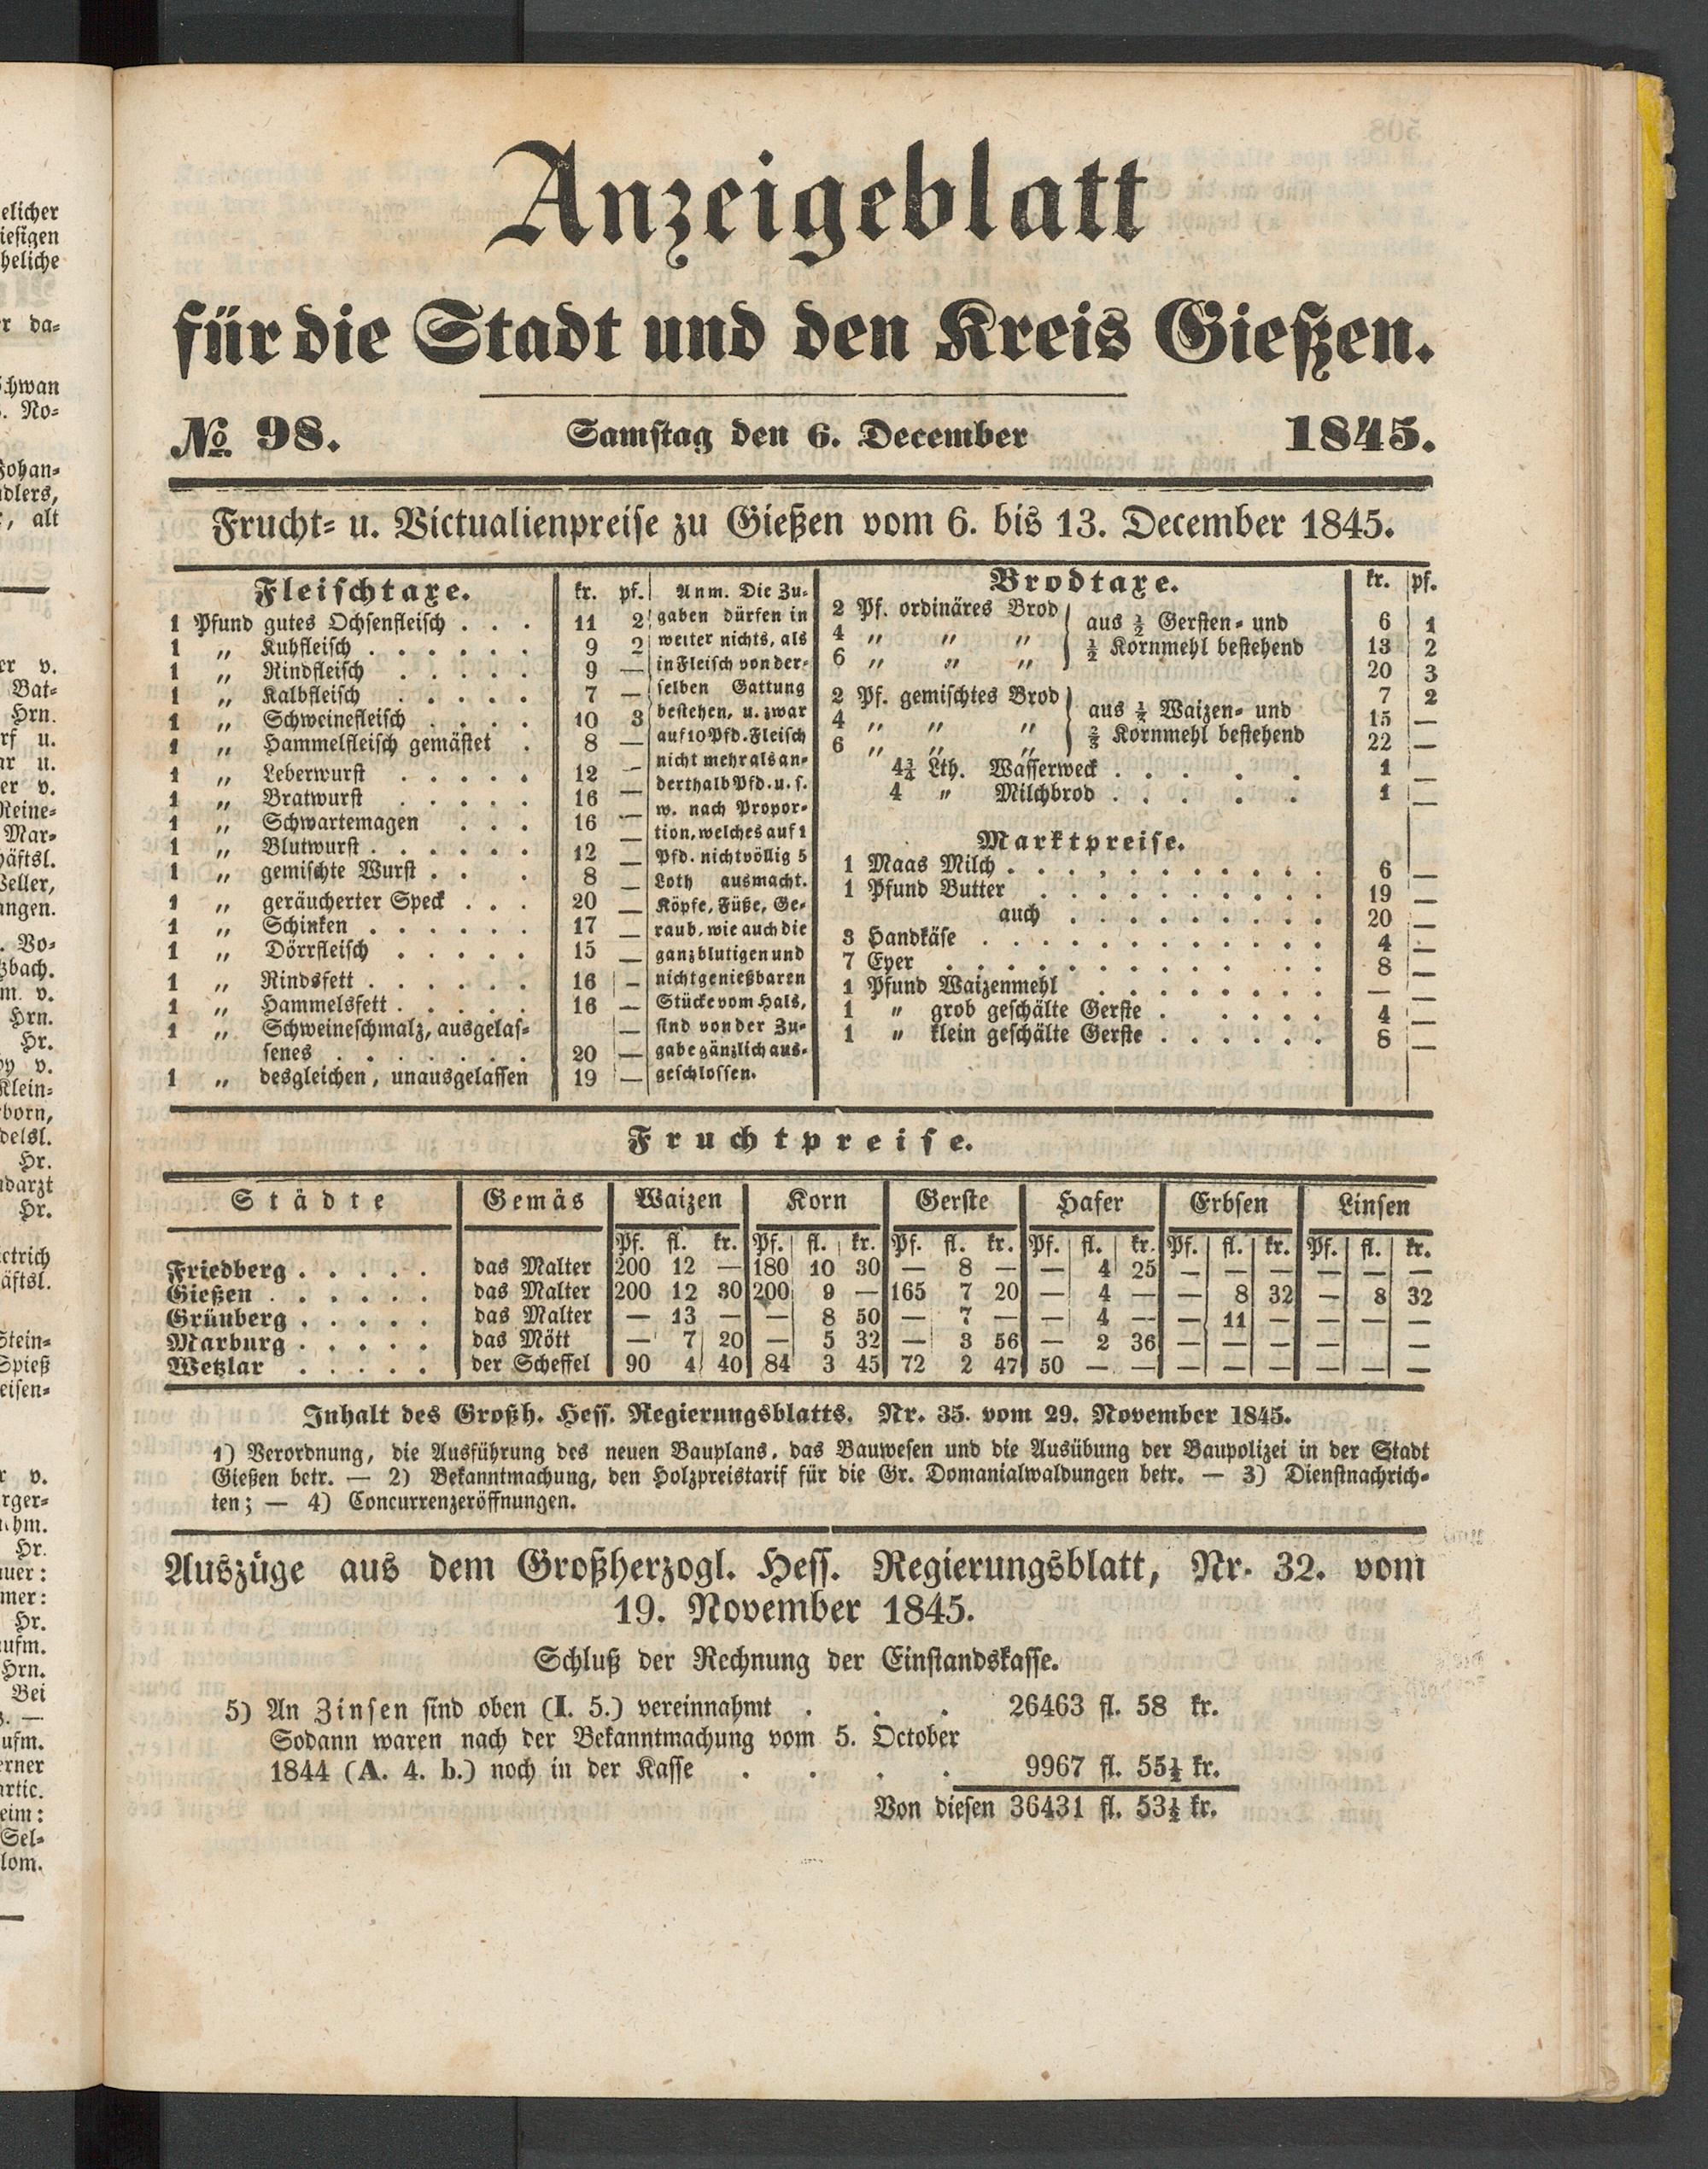 Anzeigeblatt
für die Stadt und den Kreis Gießen.
№ 98. Samstag den 6. December 1845.
Frucht- u. Victualienpreise zu Gießen vom 6. bis 13. December 1845.
Fleischtaxe. kr. pf.
1 Pfund gutes Ochsenfleisch . . . 11 2
1 „ Kuhfleisch . . . . . . 9 2
1 „ Rindfleisch . . . . . 9 —
1 „ Kalbfleisch . . . . . 7 —
1 „ Schweinefleisch . . . . 10 3
1 „ Hammelfleisch gemästet . 8 —
1 „ Leberwurst . . . . . 12 —
1 „ Bratwurst . . . . . 16 —
1 „ Schwartemagen . . . 16 —
1 „ Blutwurst . . . . . . 12 —
1 „ gemischte Wurst . . . 8 —
1 „ geräucherter Speck . . . 20 —
1 „ Schinken . . . . . . 17 —
1 „ Dörrfleisch . . . . . 15 —
1 „ Rindsfett . . . . . . 16 —
1 „ Hammelsfett . . . . . 16 —
1 „ Schweineschmalz, ausgelas- —
senes . . . . . . . 20 —
1 „ desgleichen, unausgelassen 19 —
Anm. Die Zu-
gaben dürfen in
weiter nichts, als
in Fleisch von der-
selben Gattung
bestehen, u. zwar
auf 10 Pfd. Fleisch
nicht mehr als an-
derthalb Pfd. u. s.
w. nach Propor-
tion, welches auf 1
Pfd. nicht völlig 5
Loth ausmacht.
Köpfe, Füße, Ge-
raub, wie auch die
ganz blutigen und
nicht genießbaren
Stücke vom Hals,
sind von der Zu-
gabe gänzlich aus-
geschlossen.
Brodtaxe. kr. pf.
2 Pf. ordinäres Brod aus ½ Gersten- und 6 1
4 „ „ „ ½ Kornmehl bestehend 13 2
6 „ „ „ 20 3
2 Pf. gemischtes Brod aus Waizen- und 7 2
4 „ „ „ ⅔ Kornmehl bestehend 15 —
6 „ „ „ 22 —
4¾ Lth. Wasserweck . . . . . 1 —
4 „ Milchbrod . . . . . 1 —
Marktpreise.
1 Maas Milch . . . . . . . . . . 6 —
1 Pfund Butter . . . . . . . . . 19 —
auch . . . . . . . . 20 —
3 Handkäse . . . . . . . . . . . 4 —
7 Eyer . . . . . . . . . . . 8 —
1 Pfund Waizenmehl . . . . . . . . — —
1 „ grob geschälte Gerste . . . . . 4 —
1 „ klein geschälte Gerste . . . . . . 8 —
Fruchtpreise.
Städte Gemäs Waizen Korn Gerste Hafer Erbsen Linsen
Pf. fl. kr. Pf. fl. kr. Pf. fl. kr. Pf. fl. kr. Pf. fl. kr. Pf. fl. kr.
Friedberg . . . . . das Malter 200 12 — 180 10 30 — 8 — — 4 25 — — — — — —
Gießen . . . . . . das Malter 200 12 30 200 9 — 165 7 20 — 4 — — 8 32 — 8 32
Grünberg . . . . . das Malter — 13 — — 8 50 — 7 — — 4 — — 11 — — — —
Marburg . . . . . das Mött — 7 20 — 5 32 — 3 56 — 2 36 — — — — — —
Wetzlar . . . . . der Scheffel 90 4 40 84 3 45 72 2 47 50 — — — — — — — —
Inhalt des Großh. Hess. Regierungsblatts. Nr. 35. vom 29. November 1845.
1) Verordnung, die Ausführung des neuen Bauplans, das Bauwesen und die Ausübung der Baupolizei in der Stadt
Gießen betr. — 2) Bekanntmachung, den Holzpreistarif für die Gr. Domanialwaldungen betr. — 3) Dienstnachrich-
ten; — 4) Concurrenzeröffnungen.
Auszüge aus dem Großherzogl. Hess. Regierungsblatt, Nr. 32. vom
19. November 1845.
Schluß der Rechnung der Einstandskasse.
5) An Zinsen sind oben (I. 5.) vereinnahmt . . . 26463 fl. 58 kr.
Sodann waren nach der Bekanntmachung vom 5. October
1844 (A. 4. b.) noch in der Kasse . . . . 9967 fl. 55½ kr.
Von diesen 36431 fl. 53½ kr.